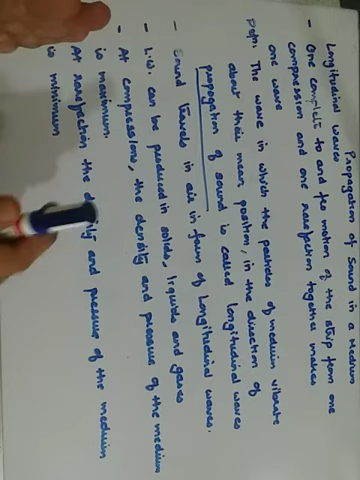 Propagation of Sound in a Medium
Longitudinal waves
- One complete to and fro motion of the strip from one
compression and one rarefaction together makes
one wave
Defn: The wave in which the particles of medium vibrate
about their mean position, in the direction of
propagation of sound is called longitudinal waves
- Sound travels in air in form of longitudinal waves.
- L.W. can be produced in solids, liquids and gases
- At compressions, the density and pressure of the medium
is maximum.
- At rarefaction the and pressure of the medium
is minimum